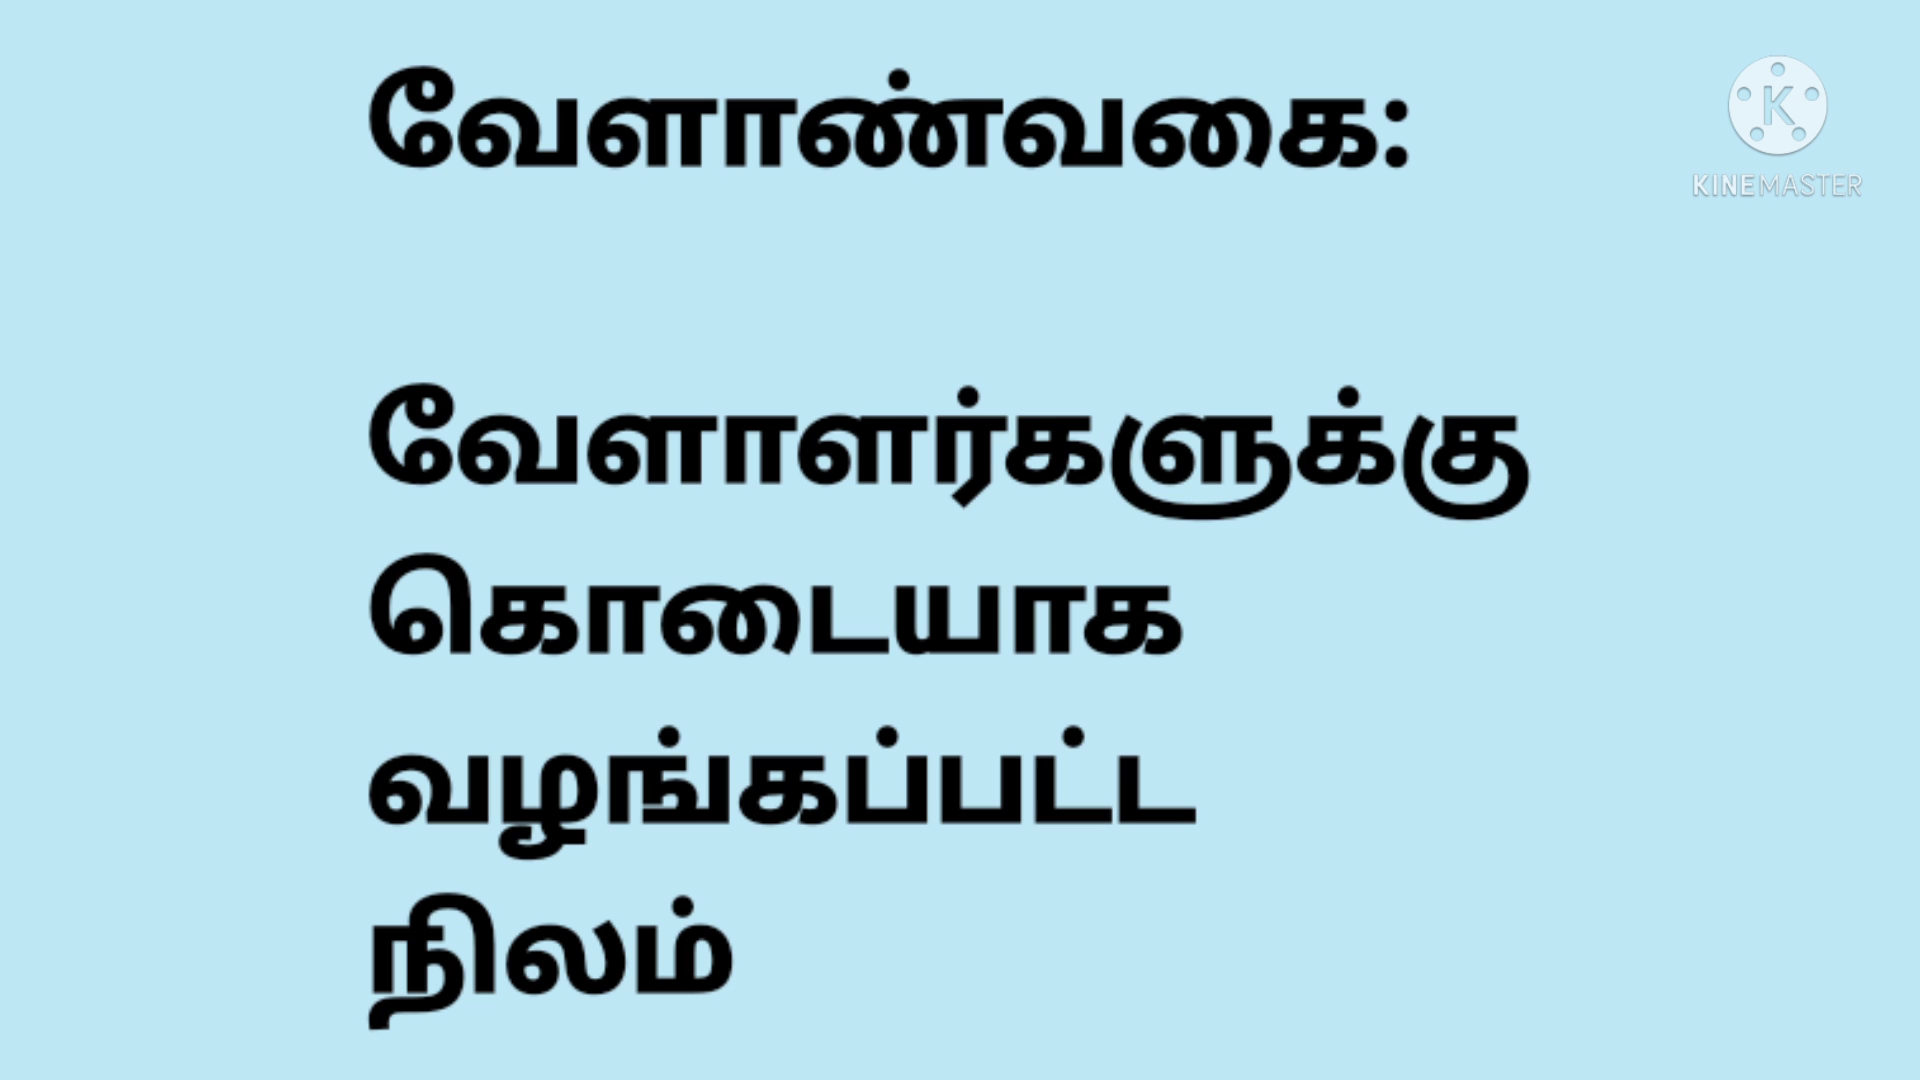 வேளாண்வகை:
K
KINEMASTER
வேளாளர்களுக்கு
கொடையாக
வழங்கப்பட்ட
நிலம்